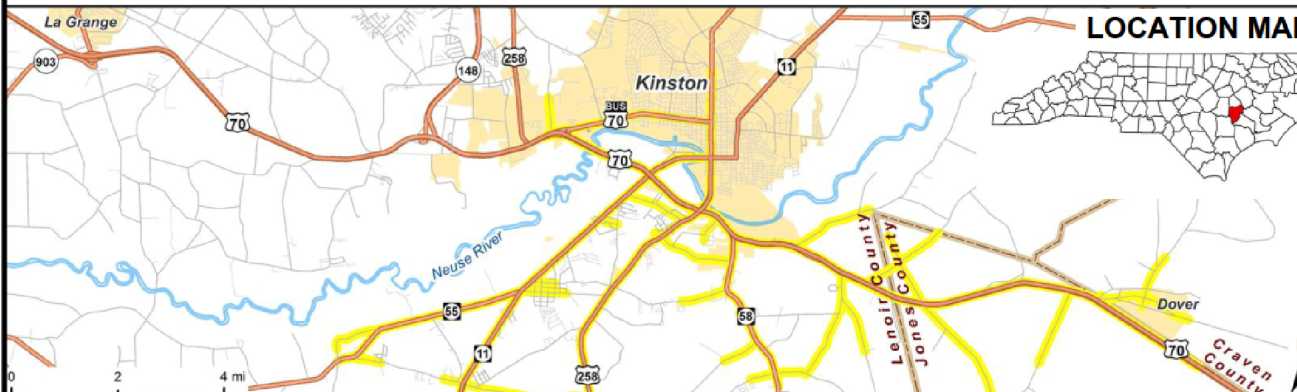 La Grange
903
70
148
258
Kinston
BUS
70
70
11
55
LOCATION MA
Neuse River
55
11
258
58
Lenoir County
Jones County
Dover
70
Craven
County
0 2 4 mi